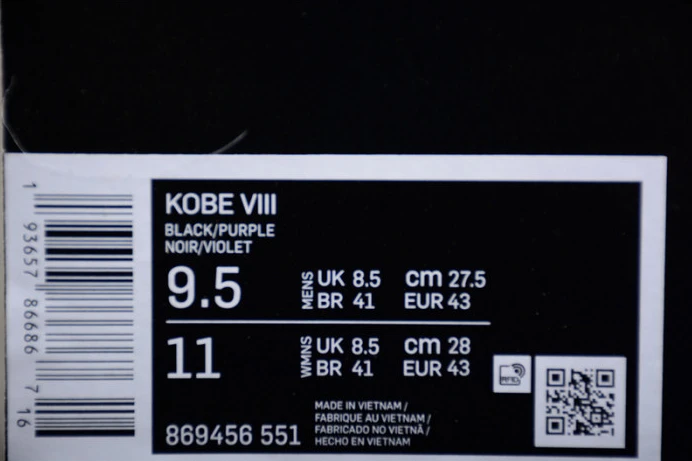 KOBE VIII
BLACK/PURPLE
NOIR/VIOLET
9.5 MENS UK 8.5 cm 27.5
BR 41 EUR 43
11 WMNS UK 8.5 cm 28
BR 41 EUR 43
869456 551
MADE IN VIETNAM /
FABRIQUE AU VIETNAM /
FABRICADO NO VIETNÃ /
HECHO EN VIETNAM
1 93657 86686 7 16